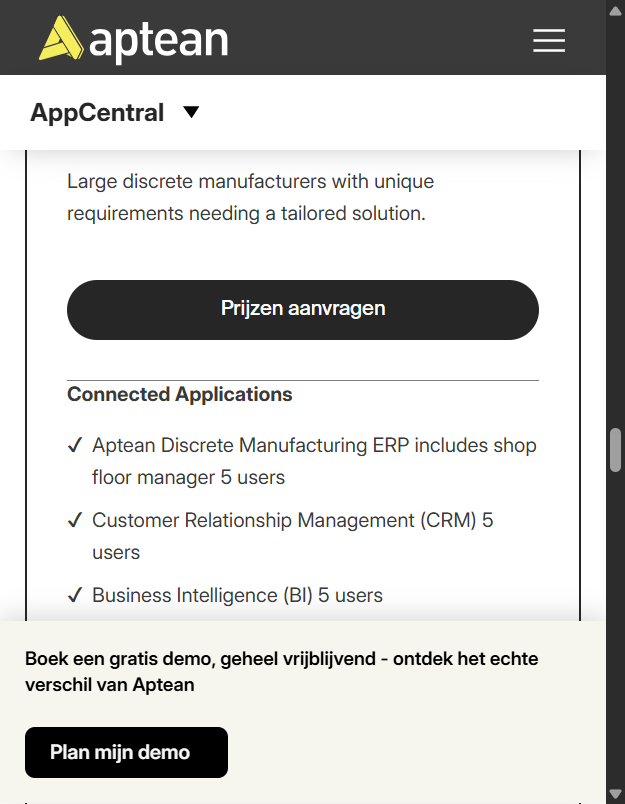 aptean
AppCentral
Large discrete manufacturers with unique
requirements needing a tailored solution.
Prijzen aanvragen
Connected Applications
Aptean Discrete Manufacturing ERP includes shop
floor manager 5 users
Customer Relationship Management (CRM) 5
users
Business Intelligence (BI) 5 users
Boek een gratis demo, geheel vrijblijvend - ontdek het echte
verschil van Aptean
Plan mijn demo